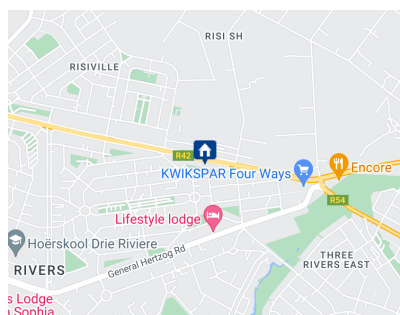 RISI SH
RISIVILLE
R42
KWIKSPAR Four Ways
Encore
R54
Lifestyle lodge
Hoërskool Drie Riviere
General Hertzog Rd
RIVERS
THREE
RIVERS EAST
s Lodge
Sophia